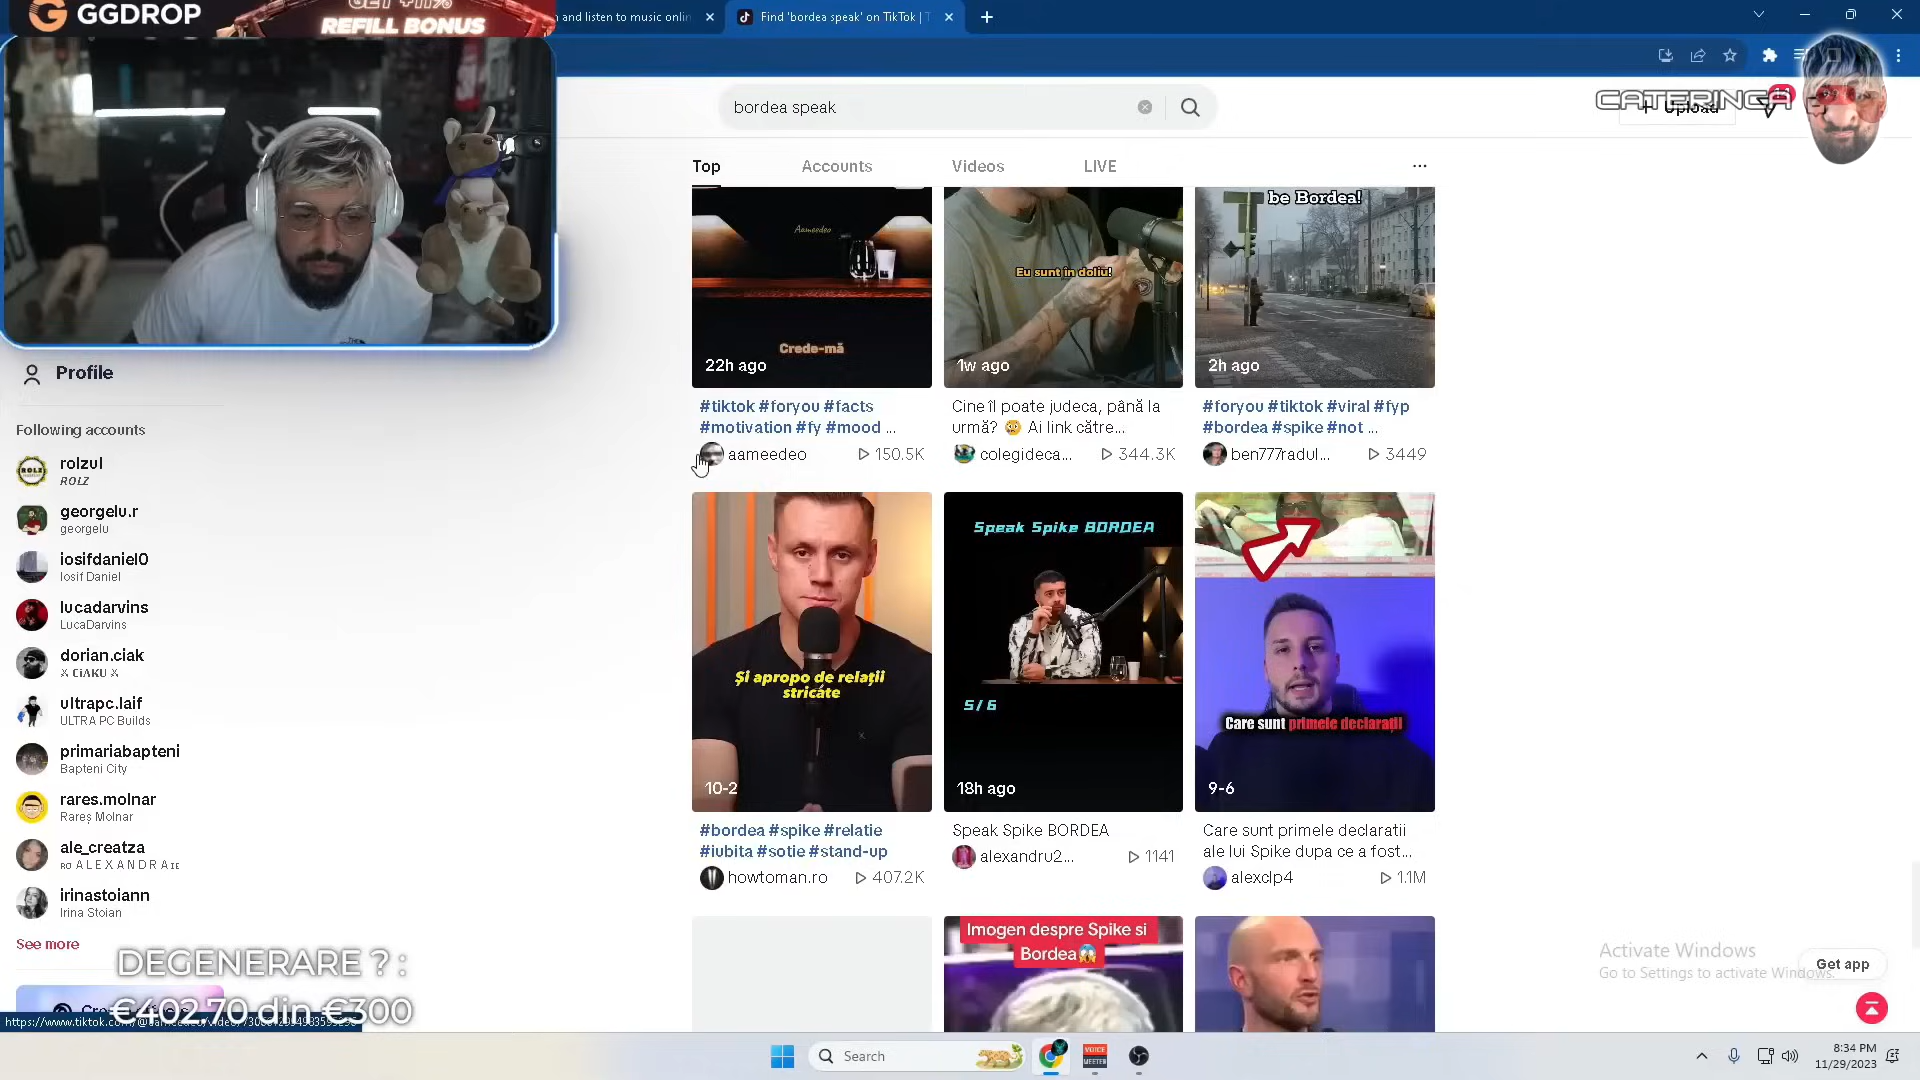 GGDROP
REFILL BONUS
and listen to music onlin
Find 'bordea speak' on TikTok | T
bordea speak
CATERINCA
Upload
Top
Accounts
Videos
LIVE
Aameedeo
Crede-mă
22h ago
Eu sunt în doliu!
1w ago
be Bordea!
2h ago
#tiktok #foryou #facts
#motivation #fy #mood ...
aameedeo
150.5K
Cine îl poate judeca, până la
urmă? 🥴 Ai link către...
colegideca...
344.3K
#foryou #tiktok #viral #fyp
#bordea #spike #not ...
ben777radul...
3449
Profile
Following accounts
rolzul
ROLZ
georgelu.r
georgelu
iosifdaniel0
Iosif Daniel
lucadarvins
LucaDarvins
dorian.ciak
X CiAKU X
ultrapc.laif
ULTRA PC Builds
primariabapteni
Bapteni City
rares.molnar
Rareș Molnar
ale_creatza
irinastoiann
Irina Stoian
See more
Și apropo de relații
stricate
10-2
Speak Spike BORDEA
5/6
18h ago
Care sunt primele declarații
9-6
#bordea #spike #relatie
#iubita #sotie #stand-up
howtoman.ro
407.2K
Speak Spike BORDEA
alexandru2...
1141
Care sunt primele declaratii
ale lui Spike dupa ce a fost...
alexclp4
1.1M
Imogen despre Spike si
Bordea😱
DEGENERARE ? :
€402.70 din €300
Activate Windows
Go to Settings to activate Windows.
Get app
Search
VOICE
MEETER
8:34 PM
11/29/2023